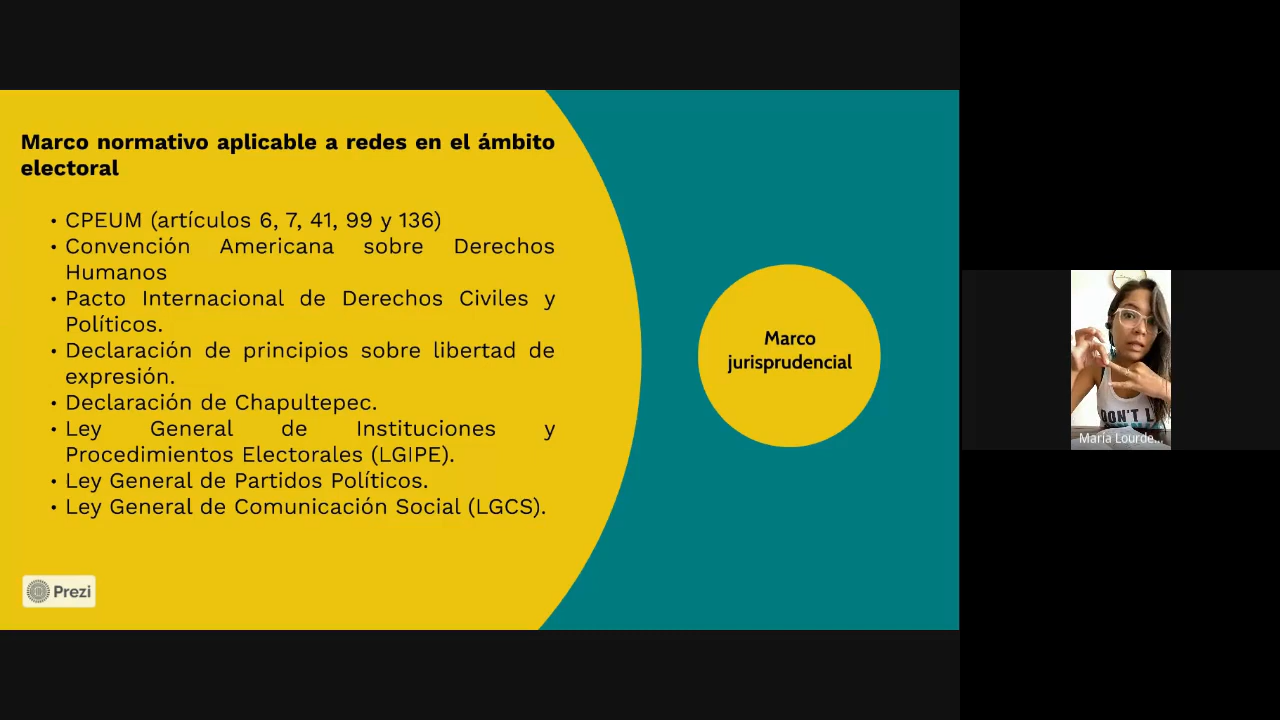 Marco normativo aplicable a redes en el ámbito
electoral
• CPEUM (artículos 6, 7, 41, 99 y 136)
• Convención Americana sobre Derechos
Humanos
• Pacto Internacional de Derechos Civiles y
Políticos.
• Declaración de principios sobre libertad de
expresión.
• Declaración de Chapultepec.
• Ley General de Instituciones y
Procedimientos Electorales (LGIPE).
• Ley General de Partidos Políticos.
• Ley General de Comunicación Social (LGCS).
Prezi
Marco
jurisprudencial
DON'T L
Maria Lourde...